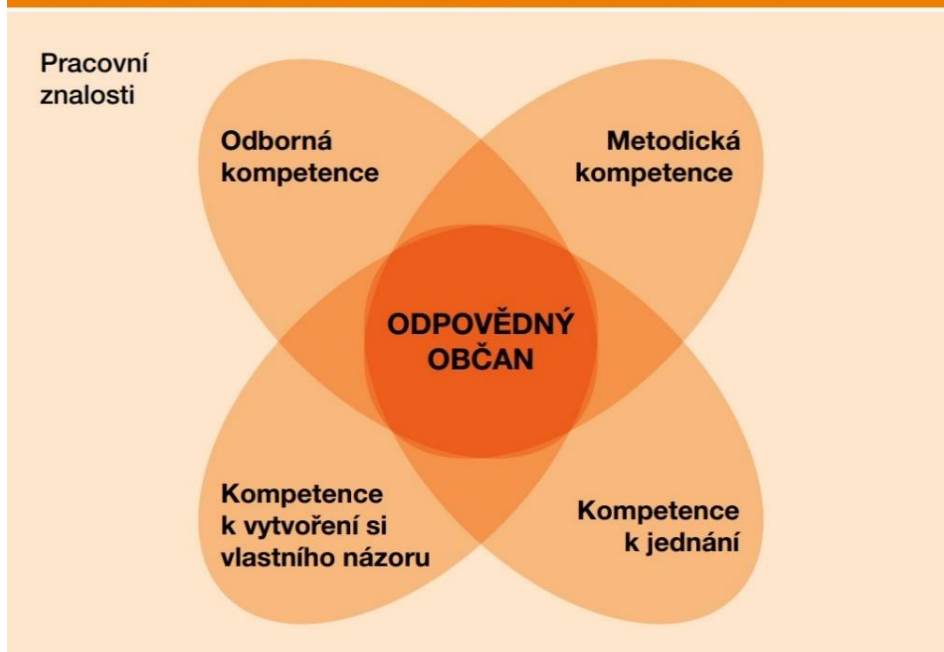 Pracovní
znalosti
Odborná
kompetence
Metodická
kompetence
ODPOVĚDNÝ
OBČAN
Kompetence
k vytvoření si
vlastního názoru
Kompetence
k jednání